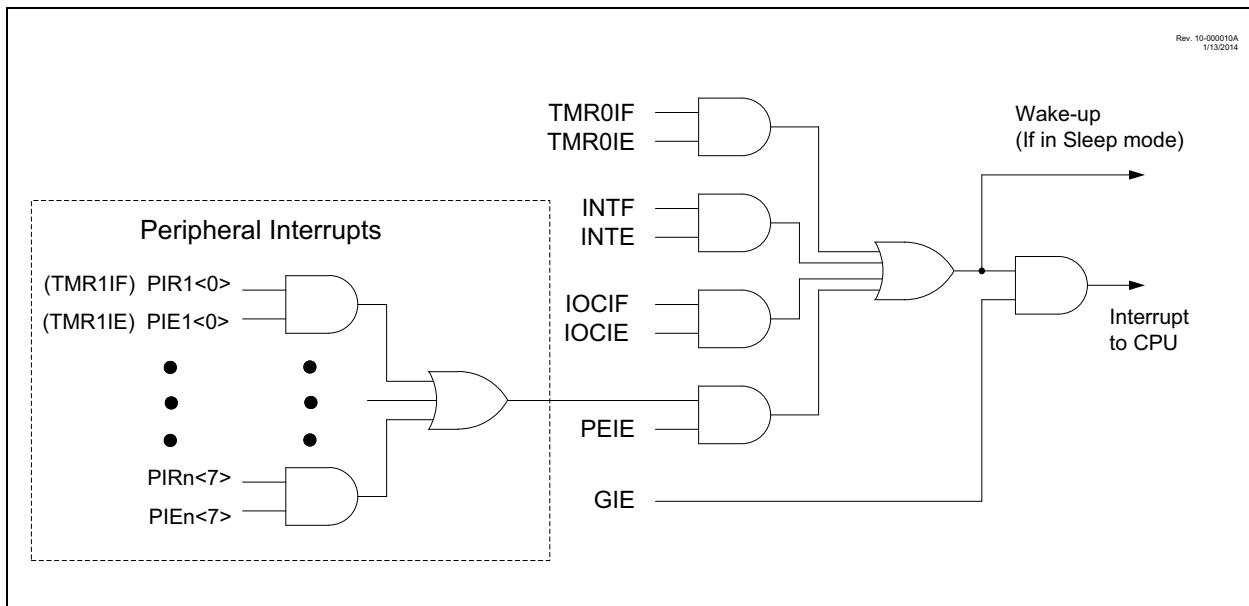 Rev. 10-000010A
1/13/2014
TMR0IF
TMR0IE
Wake-up
(If in Sleep mode)
INTF
INTE
Peripheral Interrupts
(TMR1IF) PIR1<0>
(TMR1IE) PIE1<0>
IOCIF
IOCIE
Interrupt
to CPU
PEIE
PIRn<7>
PIEn<7>
GIE